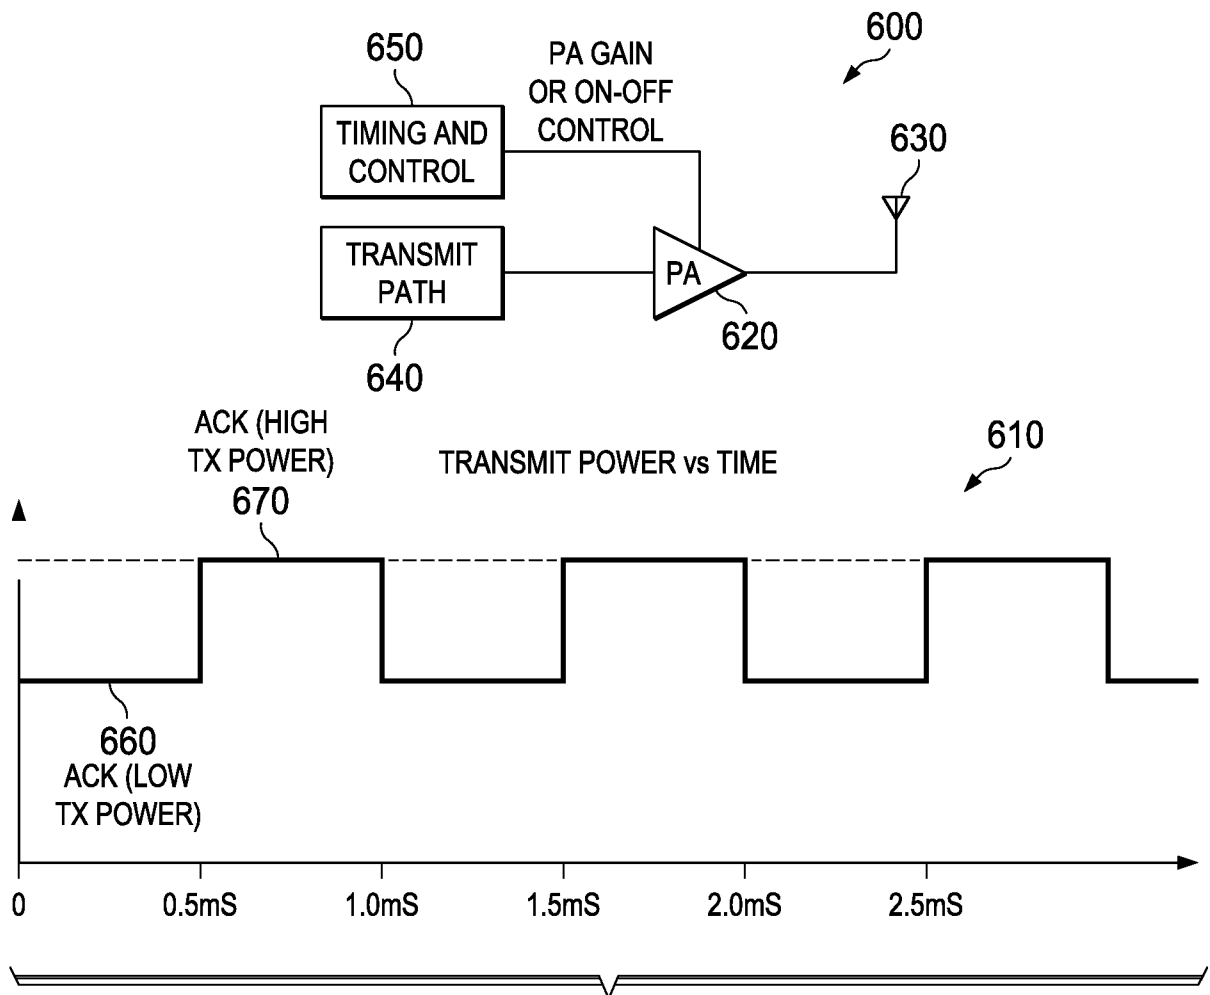 600
650
PA GAIN
OR ON-OFF
CONTROL
TIMING AND
CONTROL
630
TRANSMIT
PATH
PA
620
640
ACK (HIGH
TX POWER)
670
TRANSMIT POWER vs TIME
610
660
ACK (LOW
TX POWER)
0 0.5mS 1.0mS 1.5mS 2.0mS 2.5mS